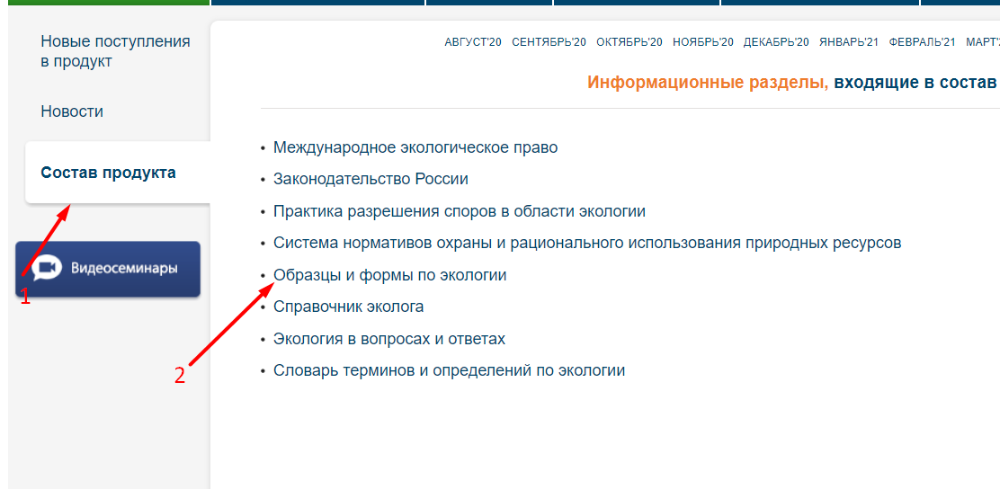 АВГУСТ'20 СЕНТЯБРЬ'20 ОКТЯБРЬ'20 НОЯБРЬ'20 ДЕКАБРЬ'20 ЯНВАРЬ'21 ФЕВРАЛЬ'21 МАРТ'
Новые поступления
в продукт
Новости
Состав продукта
Видеосеминары
1
Информационные разделы, входящие в состав
• Международное экологическое право
• Законодательство России
• Практика разрешения споров в области экологии
• Система нормативов охраны и рационального использования природных ресурсов
• Образцы и формы по экологии
• Справочник эколога
• Экология в вопросах и ответах
• Словарь терминов и определений по экологии
2